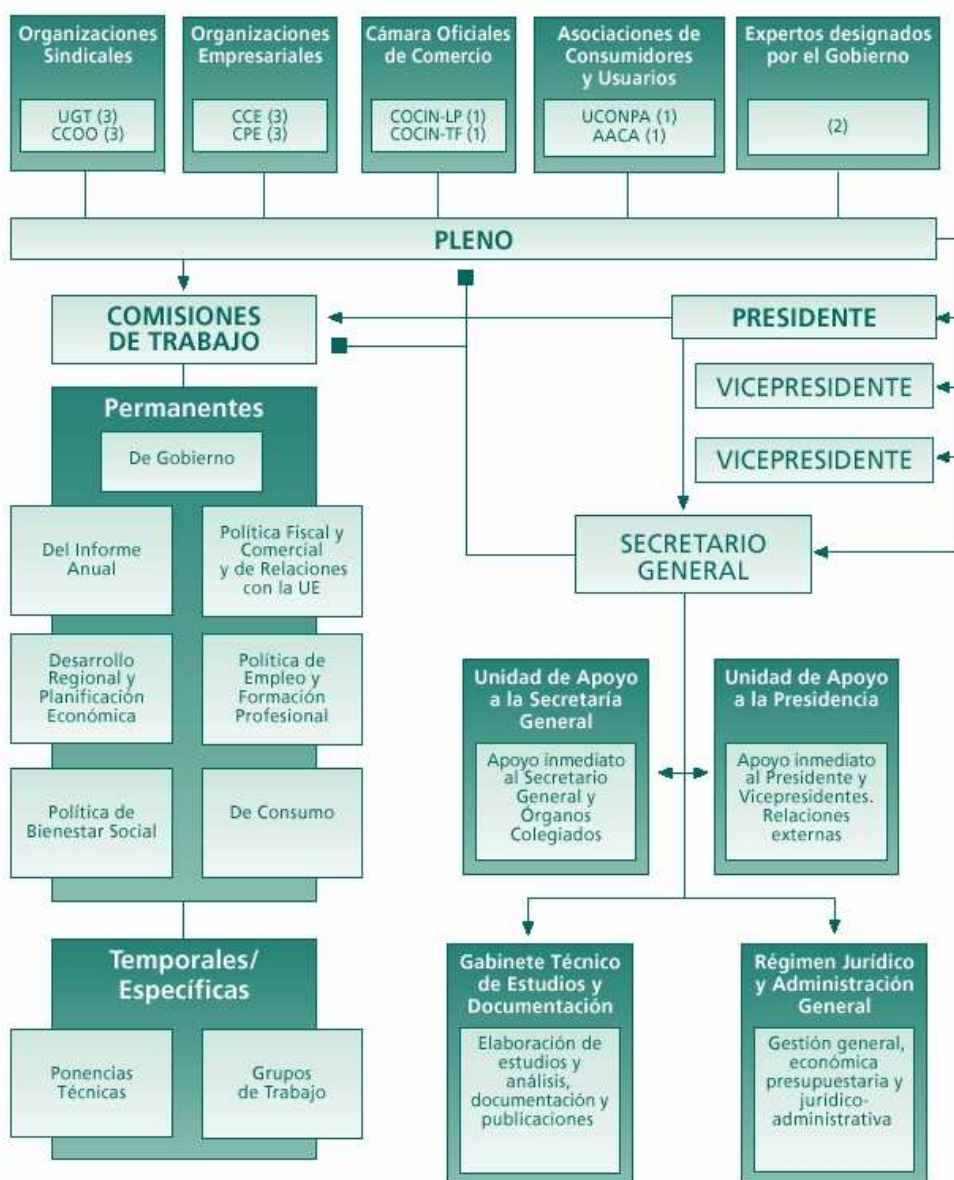 Organizaciones
Sindicales
UGT (3)
CCOO (3)
Organizaciones
Empresariales
CCE (3)
CPE (3)
Cámara Oficiales
de Comercio
COCIN-LP (1)
COCIN-TF (1)
Asociaciones de
Consumidores
y Usuarios
UCONPA (1)
AACA (1)
Expertos designados
por el Gobierno
(2)
PLENO
COMISIONES
DE TRABAJO
PRESIDENTE
VICEPRESIDENTE
VICEPRESIDENTE
SECRETARIO
GENERAL
Permanentes
De Gobierno
Del Informe
Anual
Política Fiscal y
Comercial
y de Relaciones
con la UE
Desarrollo
Regional y
Planificación
Económica
Política de
Empleo y
Formación
Profesional
Política de
Bienestar Social
De Consumo
Temporales/
Específicas
Ponencias
Técnicas
Grupos
de Trabajo
Unidad de Apoyo
a la Secretaría
General
Apoyo inmediato
al Secretario
General y
Órganos
Colegiados
Unidad de Apoyo
a la Presidencia
Apoyo inmediato
al Presidente y
Vicepresidentes.
Relaciones
externas
Gabinete Técnico
de Estudios y
Documentación
Elaboración de
estudios y
análisis,
documentación y
publicaciones
Régimen Jurídico
y Administración
General
Gestión general,
económica
presupuestaria y
jurídico-
administrativa